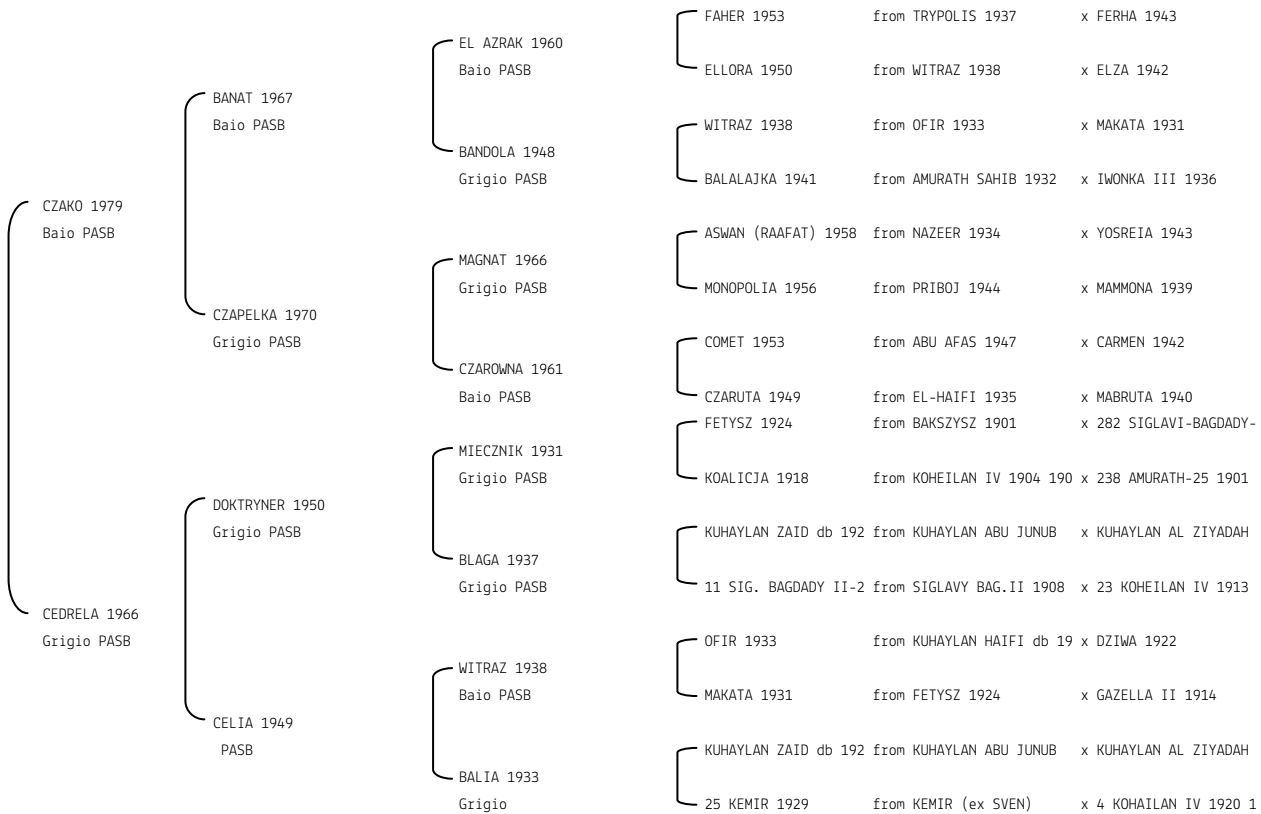 FAHER 1953 from TRYPOLIS 1937 x FERHA 1943
EL AZRAK 1960
Baio PASB
ELLORA 1950 from WITRAZ 1938 x ELZA 1942
BANAT 1967
Baio PASB
WITRAZ 1938 from OFIR 1933 x MAKATA 1931
BANDOLA 1948
Grigio PASB
BALALAJKA 1941 from AMURATH SAHIB 1932 x IWONKA III 1936
CZAKO 1979
Baio PASB
ASWAN (RAAFAT) 1958 from NAZEER 1934 x YOSREIA 1943
MAGNAT 1966
Grigio PASB
MONOPOLIA 1956 from PRIBOJ 1944 x MAMMONA 1939
CZAPELKA 1970
Grigio PASB
COMET 1953 from ABU AFAS 1947 x CARMEN 1942
CZAROWNA 1961
Baio PASB
CZARUTA 1949 from EL-HAIFI 1935 x MABRUTA 1940
FETYSZ 1924 from BAKSZYSZ 1901 x 282 SIGLAVI-BAGDADY-
MIECZNIK 1931
Grigio PASB
KOALICJA 1918 from KOHEILAN IV 1904 190 x 238 AMURATH-25 1901
DOKTRYNER 1950
Grigio PASB
KUHAYLAN ZAID db 192 from KUHAYLAN ABU JUNUB x KUHAYLAN AL ZIYADAH
BLAGA 1937
Grigio PASB
11 SIG. BAGDADY II-2 from SIGLAVY BAG.II 1908 x 23 KOHEILAN IV 1913
CEDRELA 1966
Grigio PASB
OFIR 1933 from KUHAYLAN HAIFI db 19 x DZIWA 1922
WITRAZ 1938
Baio PASB
MAKATA 1931 from FETYSZ 1924 x GAZELLA II 1914
CELIA 1949
PASB
KUHAYLAN ZAID db 192 from KUHAYLAN ABU JUNUB x KUHAYLAN AL ZIYADAH
BALIA 1933
Grigio
25 KEMIR 1929 from KEMIR (ex SVEN) x 4 KOHAILAN IV 1920 1